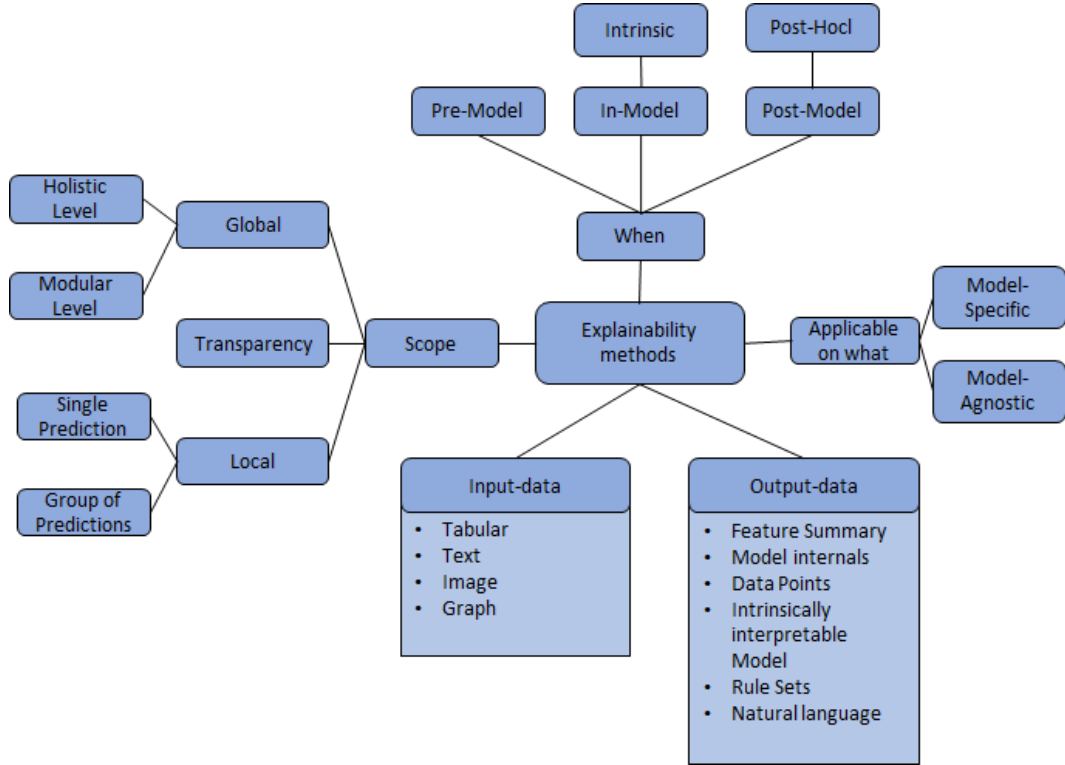 Intrinsic
Post-Hocl
Pre-Model
In-Model
Post-Model
Holistic
Level
Global
When
Modular
Level
Model-
Specific
Transparency
Scope
Explainability
methods
Applicable
on what
Model-
Agnostic
Single
Prediction
Local
Group of
Predictions
Input-data
• Tabular
• Text
• Image
• Graph
Output-data
• Feature Summary
• Model internals
• Data Points
• Intrinsically
interpretable
Model
• Rule Sets
• Natural language